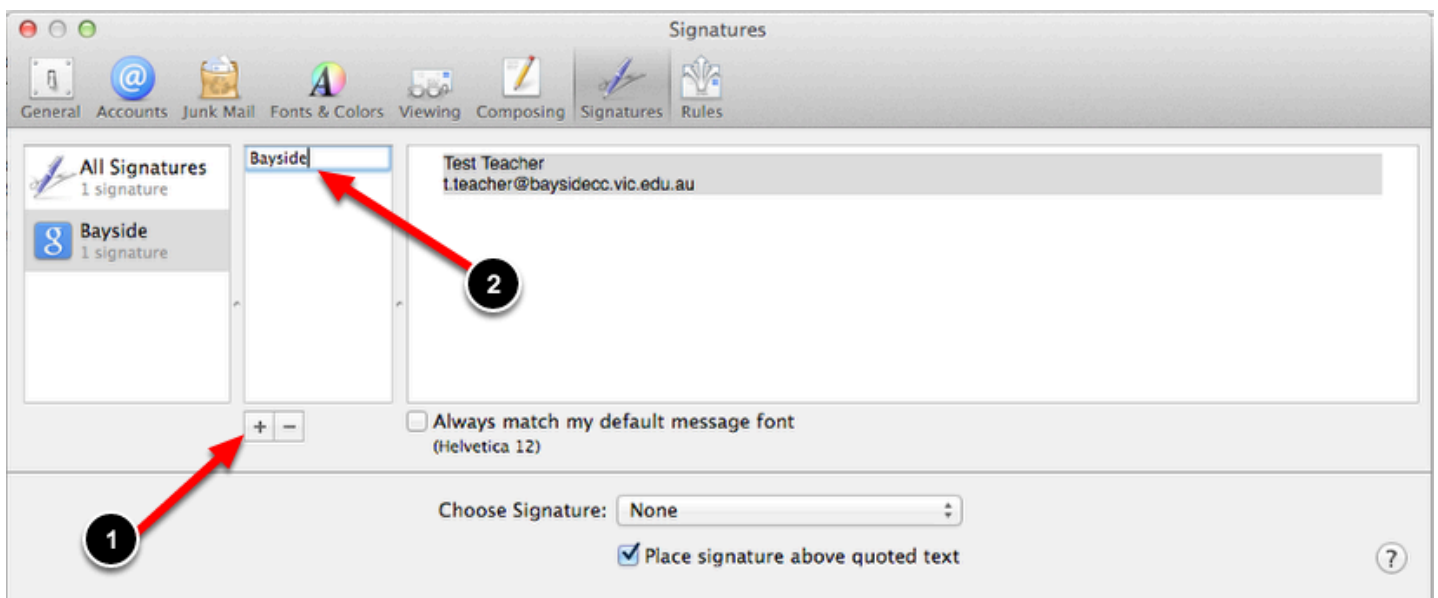 Signatures
General Accounts Junk Mail Fonts & Colors Viewing Composing Signatures Rules
All Signatures
1 signature
Bayside
1 signature
Bayside
Test Teacher
t.teacher@baysidecc.vic.edu.au
2
+ −
Always match my default message font
(Helvetica 12)
1
Choose Signature: None
Place signature above quoted text
?